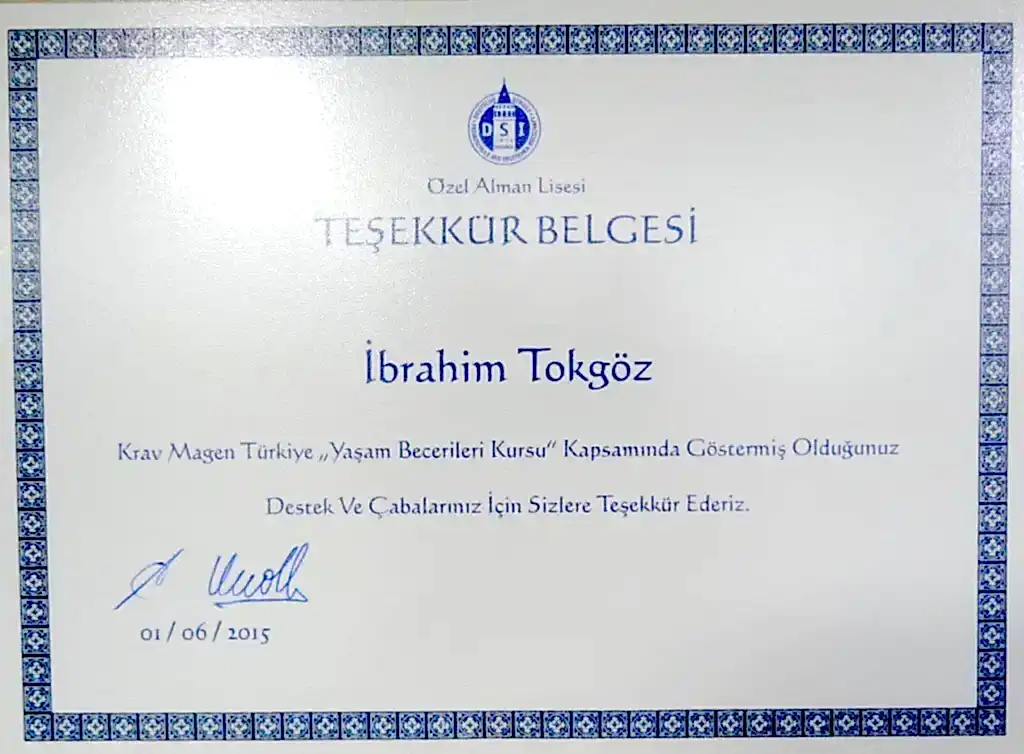 DSI
Özel Alman Lisesi
TEŞEKKÜR BELGESİ
İbrahim Tokgöz
Krav Magen Türkiye „Yaşam Becerileri Kursu“ Kapsamında Göstermiş Olduğunuz
Destek Ve Çabalarınız İçin Sizlere Teşekkür Ederiz.
01 / 06 / 2015